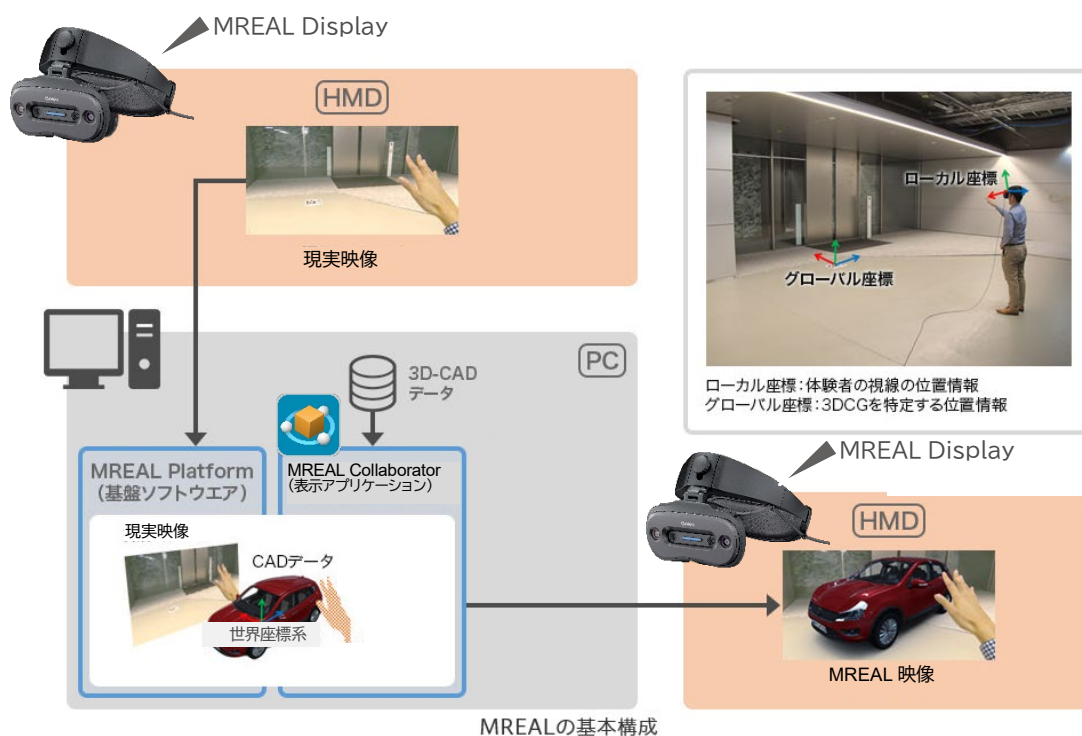 MREAL Display
HMD
現実映像
ローカル座標
グローバル座標
ローカル座標：体験者の視線の位置情報
グローバル座標：3DCGを特定する位置情報
PC
3D-CAD
データ
MREAL Platform
（基盤ソフトウエア）
MREAL Collaborator
（表示アプリケーション）
現実映像
CADデータ
世界座標系
MREAL Display
HMD
MREAL 映像
MREALの基本構成